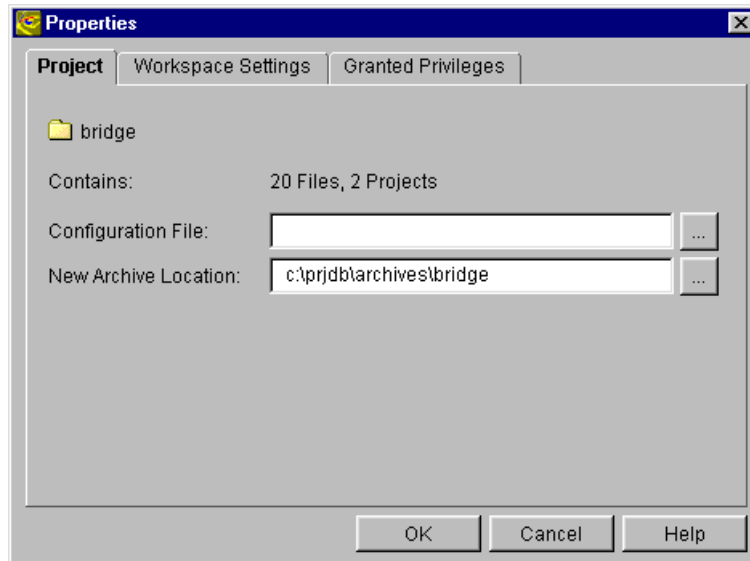 Properties
Project Workspace Settings Granted Privileges
bridge
Contains: 20 Files, 2 Projects
Configuration File: ...
New Archive Location: c:\prjdb\archives\bridge ...
OK Cancel Help